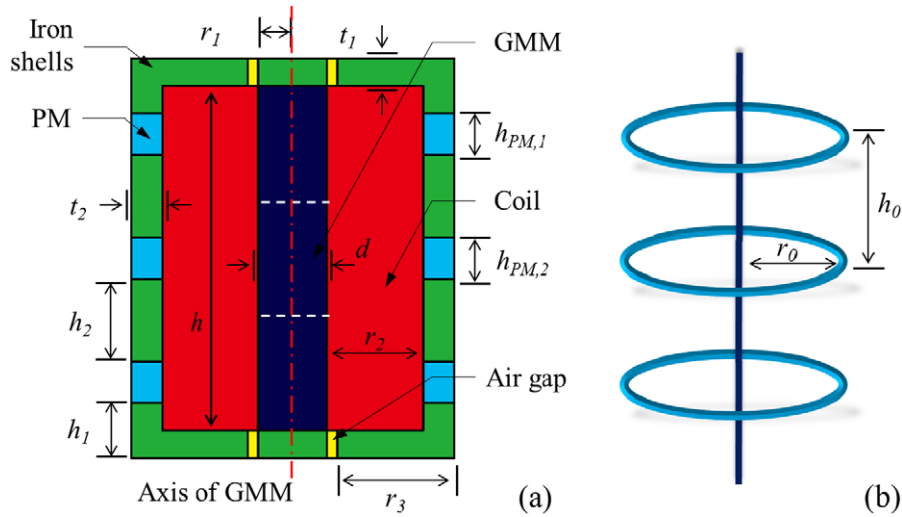 Iron
shells
r1
t1
GMM
PM
hPM,1
t2
Coil
h0
d
hPM,2
r0
h2
h
r2
Air gap
h1
Axis of GMM
r3
(a)
(b)